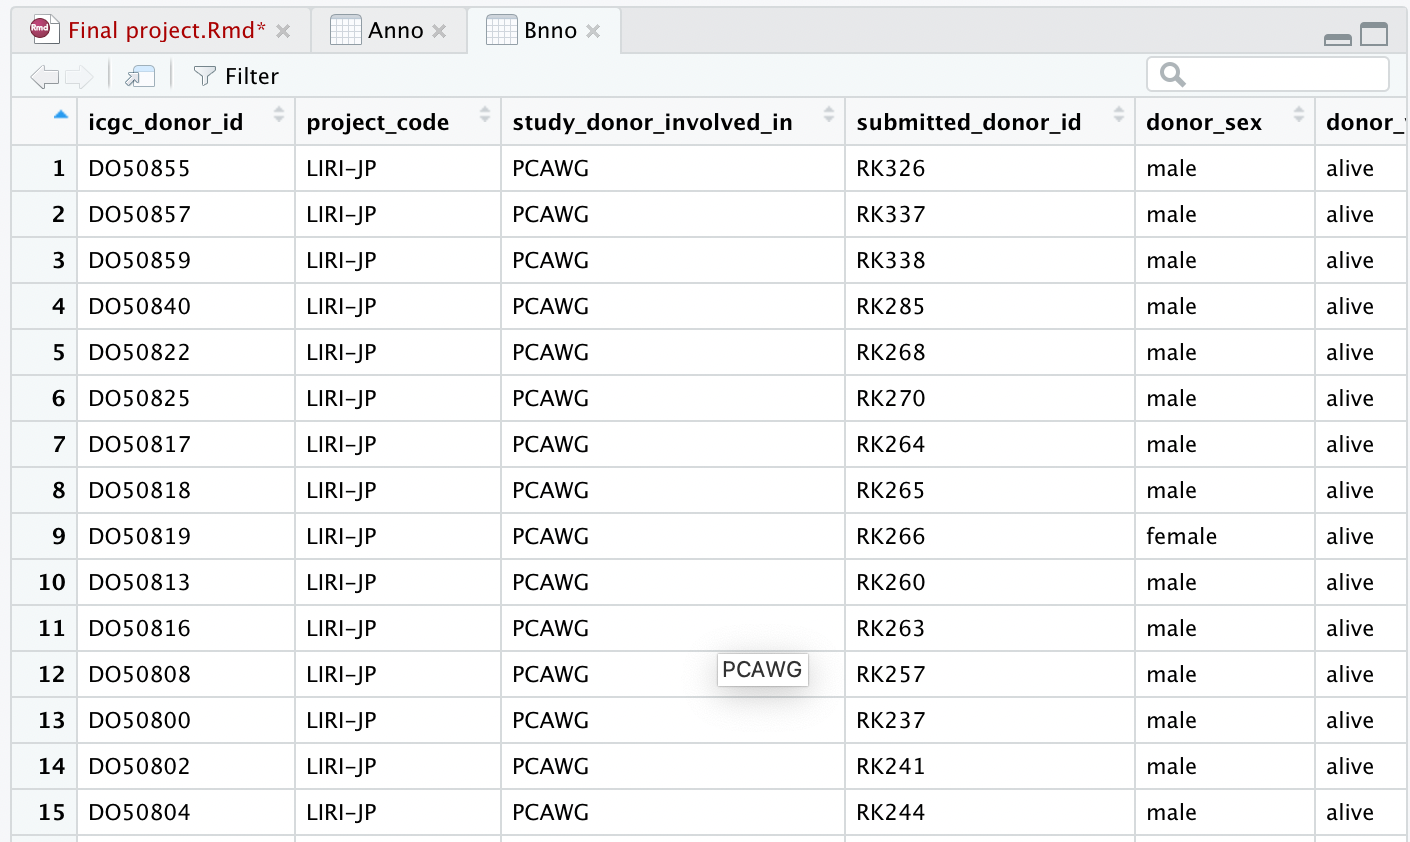 Rmd Final project.Rmd* Anno Bnno
Filter
icgc_donor_id project_code study_donor_involved_in submitted_donor_id donor_sex donor_
1 DO50855 LIRI-JP PCAWG RK326 male alive
2 DO50857 LIRI-JP PCAWG RK337 male alive
3 DO50859 LIRI-JP PCAWG RK338 male alive
4 DO50840 LIRI-JP PCAWG RK285 male alive
5 DO50822 LIRI-JP PCAWG RK268 male alive
6 DO50825 LIRI-JP PCAWG RK270 male alive
7 DO50817 LIRI-JP PCAWG RK264 male alive
8 DO50818 LIRI-JP PCAWG RK265 male alive
9 DO50819 LIRI-JP PCAWG RK266 female alive
10 DO50813 LIRI-JP PCAWG RK260 male alive
11 DO50816 LIRI-JP PCAWG RK263 male alive
PCAWG
12 DO50808 LIRI-JP PCAWG RK257 male alive
13 DO50800 LIRI-JP PCAWG RK237 male alive
14 DO50802 LIRI-JP PCAWG RK241 male alive
15 DO50804 LIRI-JP PCAWG RK244 male alive